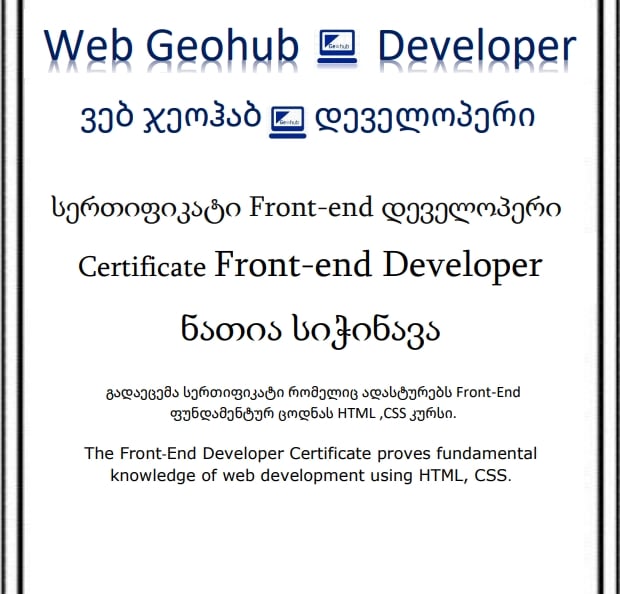 Web Geohub Geohub Developer
ვებ ჯეოჰაბ Geohub დეველოპერი
სერთიფიკატი Front-end დეველოპერი
Certificate Front-end Developer
ნათია სიჭინავა
გადაეცემა სერთიფიკატი რომელიც ადასტურებს Front-End
ფუნდამენტურ ცოდნას HTML ,CSS კურსი.
The Front-End Developer Certificate proves fundamental
knowledge of web development using HTML, CSS.